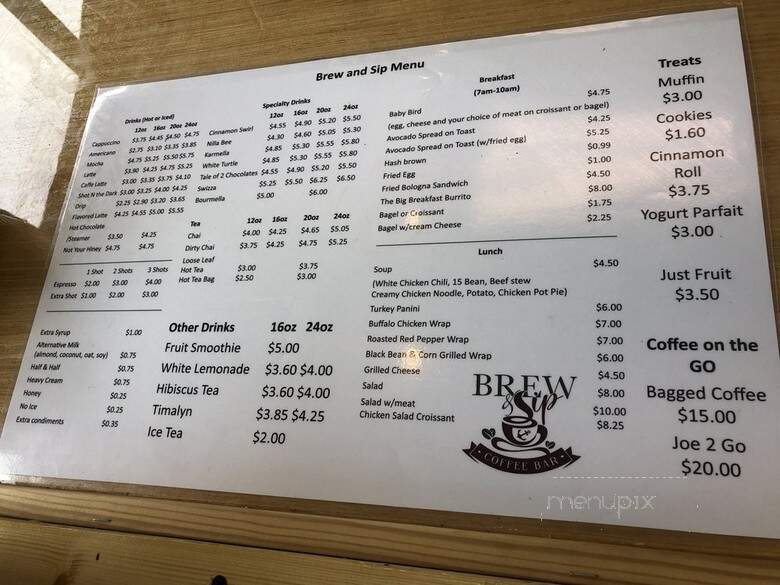 Brew and Sip Menu
Drinks (Hot or Iced)
12oz 16oz 20oz 24oz
Cappuccino $3.75 $4.45 $4.50 $4.75
Americano $2.75 $3.10 $3.35 $3.85
Mocha $4.75 $5.25 $5.50 $5.75
Latte $3.90 $4.25 $4.75 $5.25
Caffe Latte $3.00 $3.35 $3.75 $4.10
Shot N the Dark $3.00 $3.25 $4.00 $4.25
Drip $2.25 $2.90 $3.20 $3.65
Flavored Latte $4.25 $4.55 $5.00 $5.55
Hot Chocolate
/Steamer $3.50 $4.25
Not Your Hiney $4.75 $4.75
1 Shot 2 Shots 3 Shots
Espresso $2.00 $3.00 $4.00
Extra Shot $1.00 $2.00 $3.00
Extra Syrup $1.00
Alternative Milk
(almond, coconut, oat, soy) $0.75
Half & Half $0.75
Heavy Cream $0.75
Honey $0.25
No Ice $0.25
Extra condiments $0.35
Specialty Drinks
12oz 16oz 20oz 24oz
Cinnamon Swirl $4.55 $4.90 $5.20 $5.50
Nilla Bee $4.30 $4.60 $5.05 $5.30
Karmella $4.85 $5.30 $5.55 $5.80
White Turtle $4.85 $5.30 $5.55 $5.80
Tale of 2 Chocolates $4.55 $4.90 $5.20 $5.50
Swizza $5.25 $5.50 $6.25 $6.50
Bourmella $5.00 $6.00
Tea 12oz 16oz 20oz 24oz
Chai $4.00 $4.25 $4.65 $5.05
Dirty Chai $3.75 $4.25 $4.75 $5.25
Loose Leaf
Hot Tea $3.00 $3.75
Hot Tea Bag $2.50 $3.00
Other Drinks 16oz 24oz
Fruit Smoothie $5.00
White Lemonade $3.60 $4.00
Hibiscus Tea $3.60 $4.00
Timalyn $3.85 $4.25
Ice Tea $2.00
Breakfast
(7am-10am)
Baby Bird $4.75
(egg, cheese and your choice of meat on croissant or bagel)
Avocado Spread on Toast $4.25
Avocado Spread on Toast (w/fried egg) $5.25
Hash brown $0.99
Fried Egg $1.00
Fried Bologna Sandwich $4.50
The Big Breakfast Burrito $8.00
Bagel or Croissant $1.75
Bagel w/cream Cheese $2.25
Lunch
Soup $4.50
(White Chicken Chili, 15 Bean, Beef stew
Creamy Chicken Noodle, Potato, Chicken Pot Pie)
Turkey Panini $6.00
Buffalo Chicken Wrap $7.00
Roasted Red Pepper Wrap $7.00
Black Bean & Corn Grilled Wrap $6.00
Grilled Cheese $4.50
Salad $8.00
Salad w/meat $10.00
Chicken Salad Croissant $8.25
BREW
& Sip
COFFEE BAR
Treats
Muffin
$3.00
Cookies
$1.60
Cinnamon
Roll
$3.75
Yogurt Parfait
$3.00
Just Fruit
$3.50
Coffee on the
GO
Bagged Coffee
$15.00
Joe 2 Go
$20.00
menupix